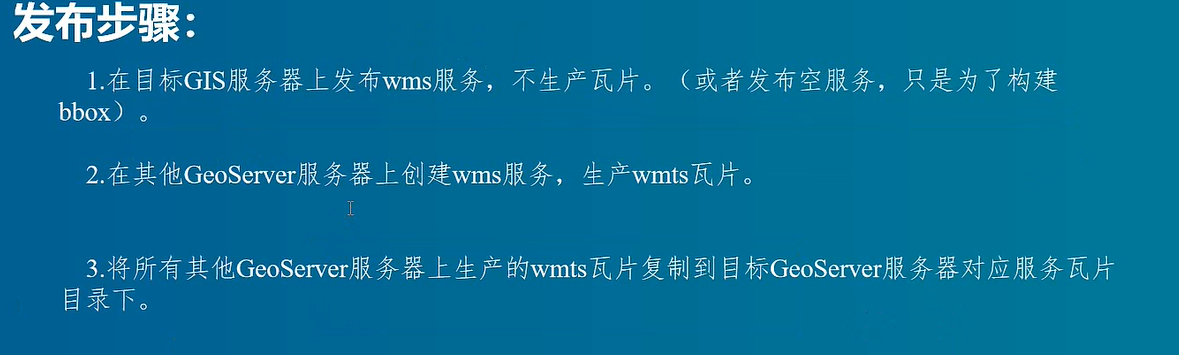 发布步骤：
1.在目标GIS服务器上发布wms服务，不生产瓦片。（或者发布空服务，只是为了构建
bbox）。
2.在其他GeoServer服务器上创建wms服务，生产wmts瓦片。
3.将所有其他GeoServer服务器上生产的wmts瓦片复制到目标GeoServer服务器对应服务瓦片
目录下。